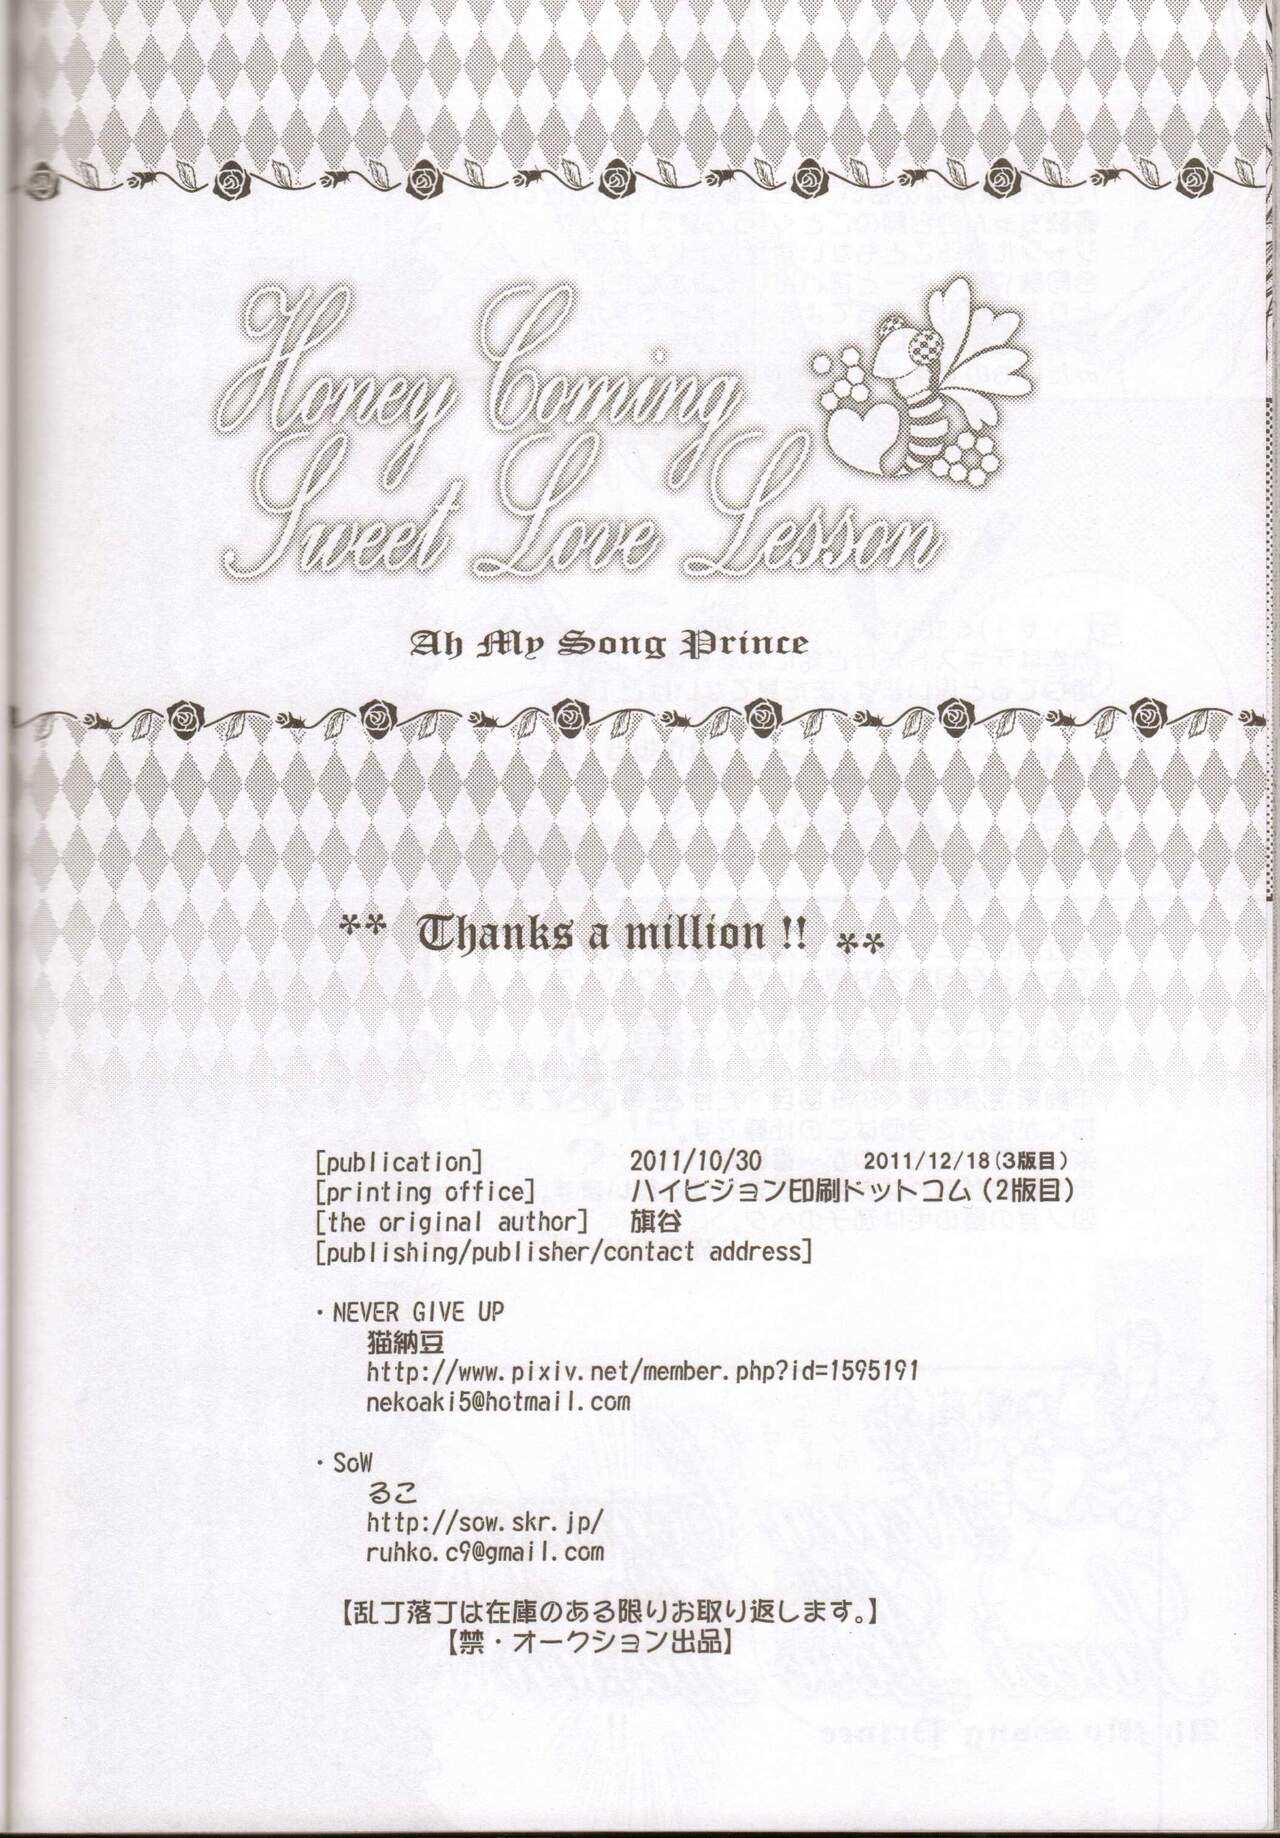 Honey Coming
Sweet Love Lesson
Ah My Song Prince
** Thanks a million !! **
[publication] 2011/10/30 2011/12/18(3版目)
[printing office] ハイビジョン印刷ドットコム(2版目)
[the original author] 旗谷
[publishing/publisher/contact address]
・NEVER GIVE UP
猫納豆
http://www.pixiv.net/member.php?id=1595191
nekoaki5@hotmail.com
・SoW
るこ
http://sow.skr.jp/
ruhko.c9@gmail.com
【乱丁落丁は在庫のある限りお取り返します。】
【禁・オークション出品】